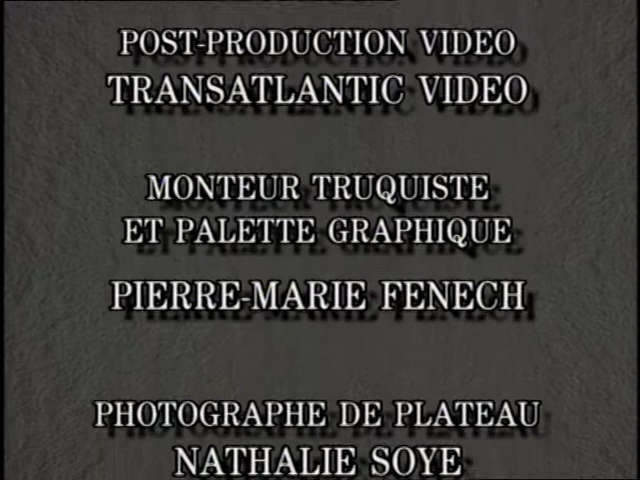 POST-PRODUCTION VIDEO
TRANSATLANTIC VIDEO
MONTEUR TRUQUISTE
ET PALETTE GRAPHIQUE
PIERRE-MARIE FENECH
PHOTOGRAPHE DE PLATEAU
NATHALIE SOYE